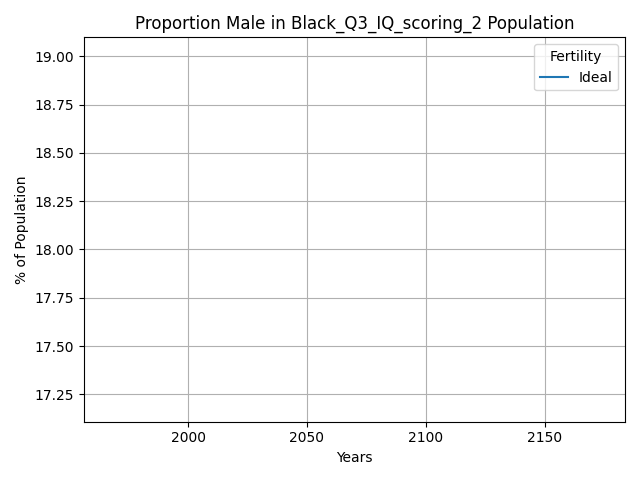 Proportion Male in Black_Q3_IQ_scoring_2 Population
Fertility
Ideal
19.00
18.75
18.50
18.25
18.00
17.75
17.50
17.25
% of Population
2000 2050 2100 2150
Years